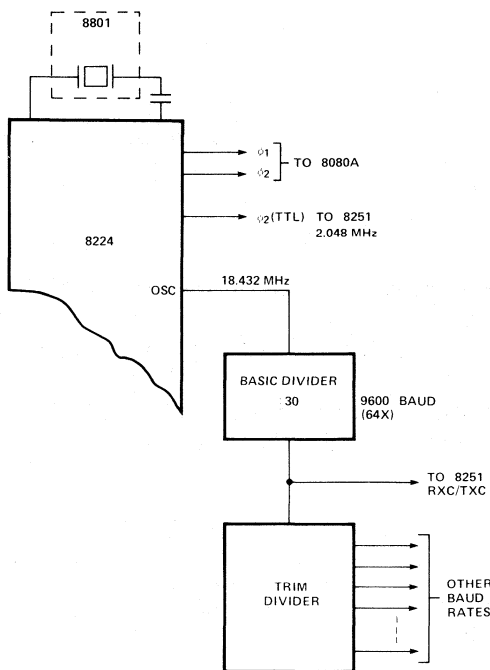 8801
φ1
φ2
TO 8080A
φ2(TTL) TO 8251
2.048 MHz
8224
OSC
18.432 MHz
BASIC DIVIDER
30
9600 BAUD
(64X)
TO 8251
RXC/TXC
TRIM
DIVIDER
OTHER
BAUD
RATES